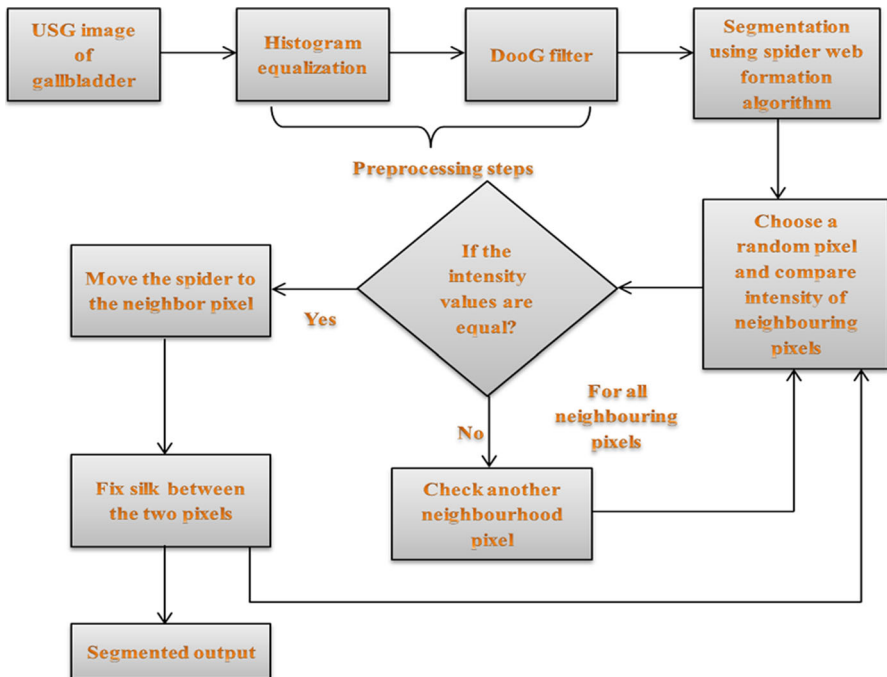 USG image
of
gallbladder
Histogram
equalization
DooG filter
Segmentation
using spider web
formation
algorithm
Preprocessing steps
Choose a
random pixel
and compare
intensity of
neighbouring
pixels
If the
intensity
values are
equal?
Move the spider to
the neighbor pixel
Yes
For all
neighbouring
pixels
No
Check another
neighbourhood
pixel
Fix silk between
the two pixels
Segmented output